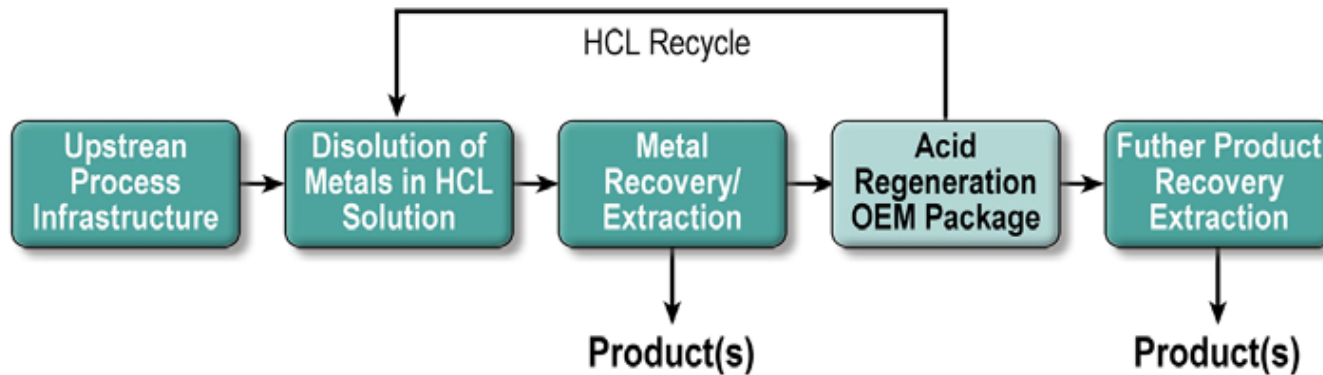 HCL Recycle
Upstrean
Process
Infrastructure
Disolution of
Metals in HCL
Solution
Metal
Recovery/
Extraction
Acid
Regeneration
OEM Package
Futher Product
Recovery
Extraction
Product(s)
Product(s)